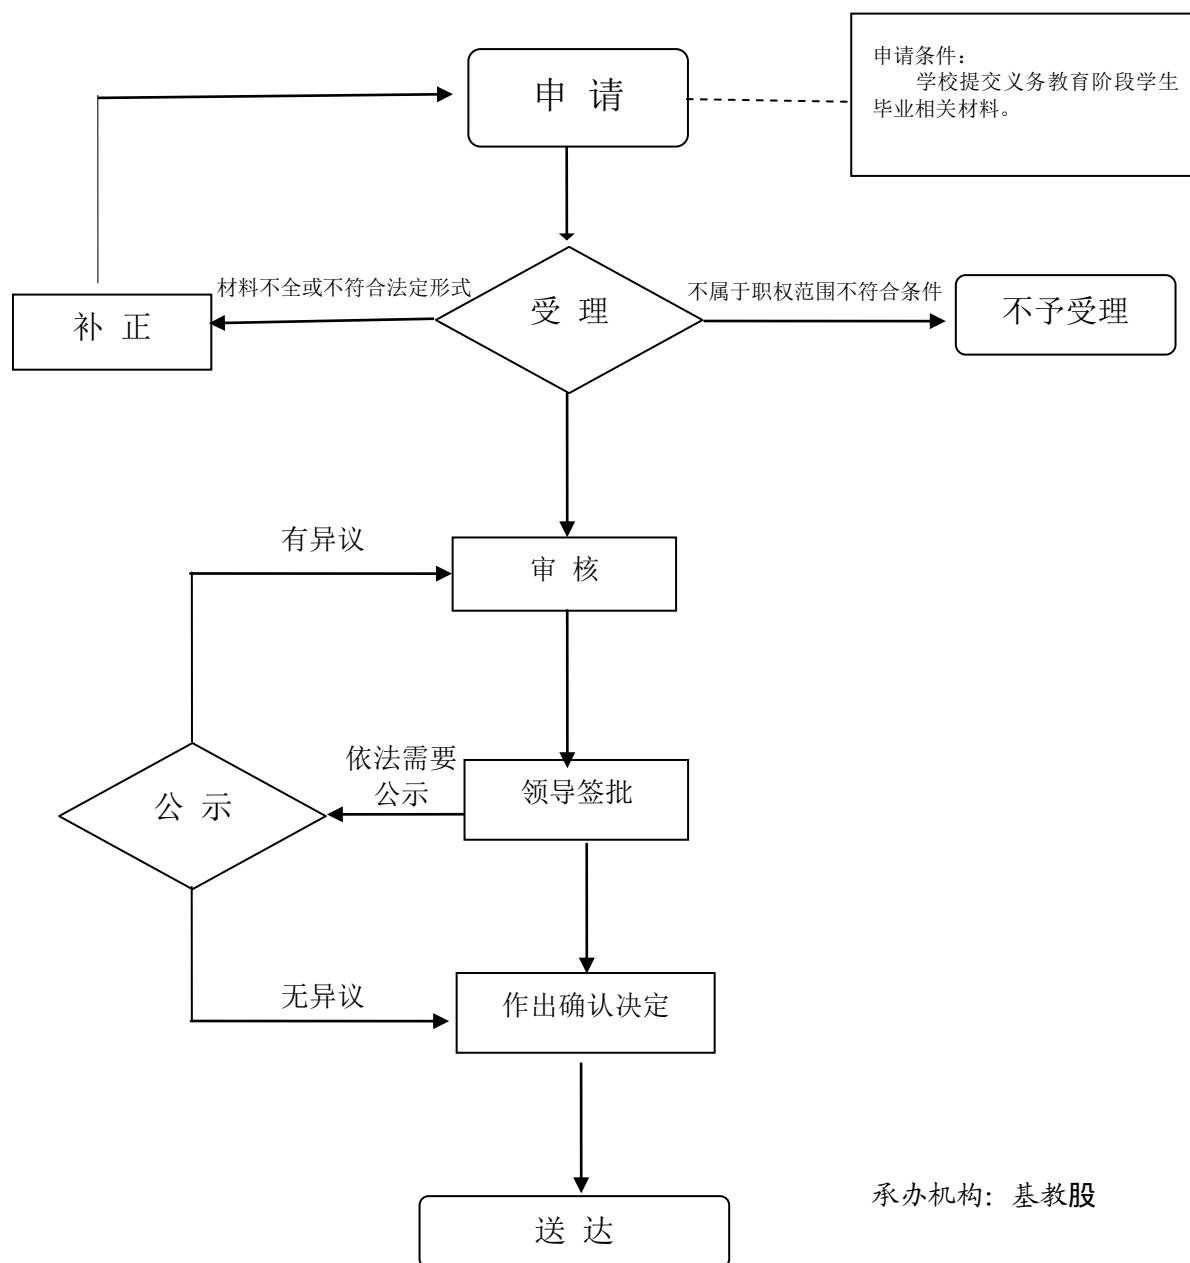 申 请
申请条件：
学校提交义务教育阶段学生
毕业相关材料。
材料不全或不符合法定形式
不属于职权范围不符合条件
补 正
受 理
不予受理
有异议
审 核
依法需要
公示
领导签批
公 示
无异议
作出确认决定
承办机构：基教股
送 达